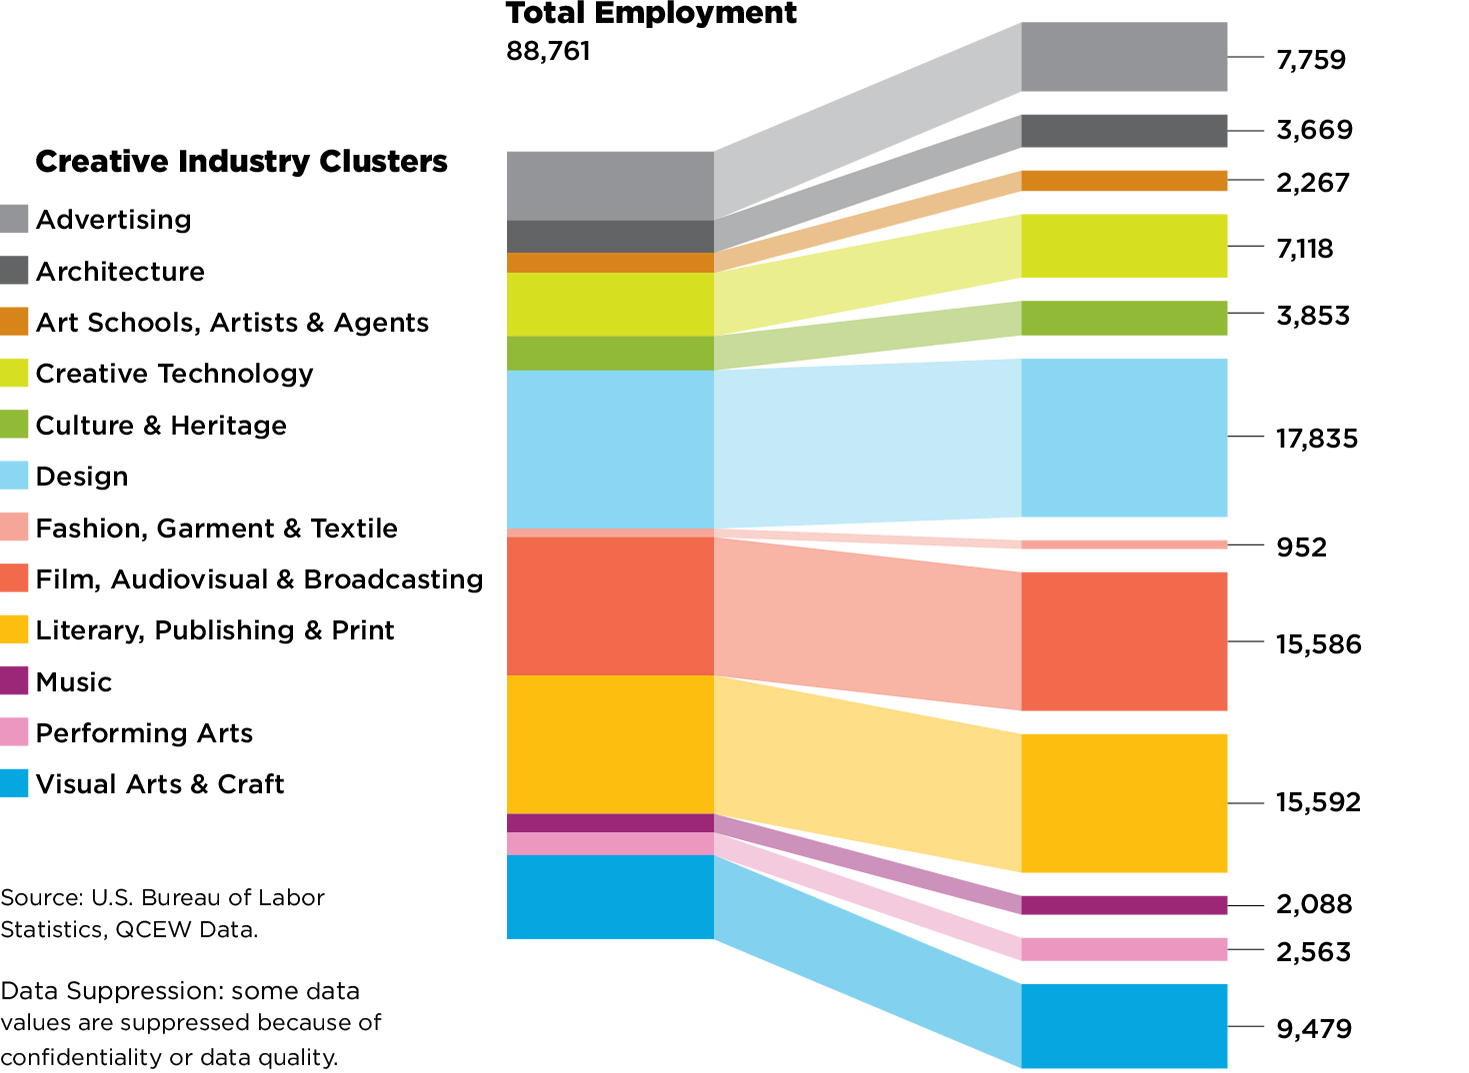 Total Employment
88,761
Creative Industry Clusters
Advertising
Architecture
Art Schools, Artists & Agents
Creative Technology
Culture & Heritage
Design
Fashion, Garment & Textile
Film, Audiovisual & Broadcasting
Literary, Publishing & Print
Music
Performing Arts
Visual Arts & Craft
Source: U.S. Bureau of Labor
Statistics, QCEW Data.
Data Suppression: some data
values are suppressed because of
confidentiality or data quality.
7,759
3,669
2,267
7,118
3,853
17,835
952
15,586
15,592
2,088
2,563
9,479